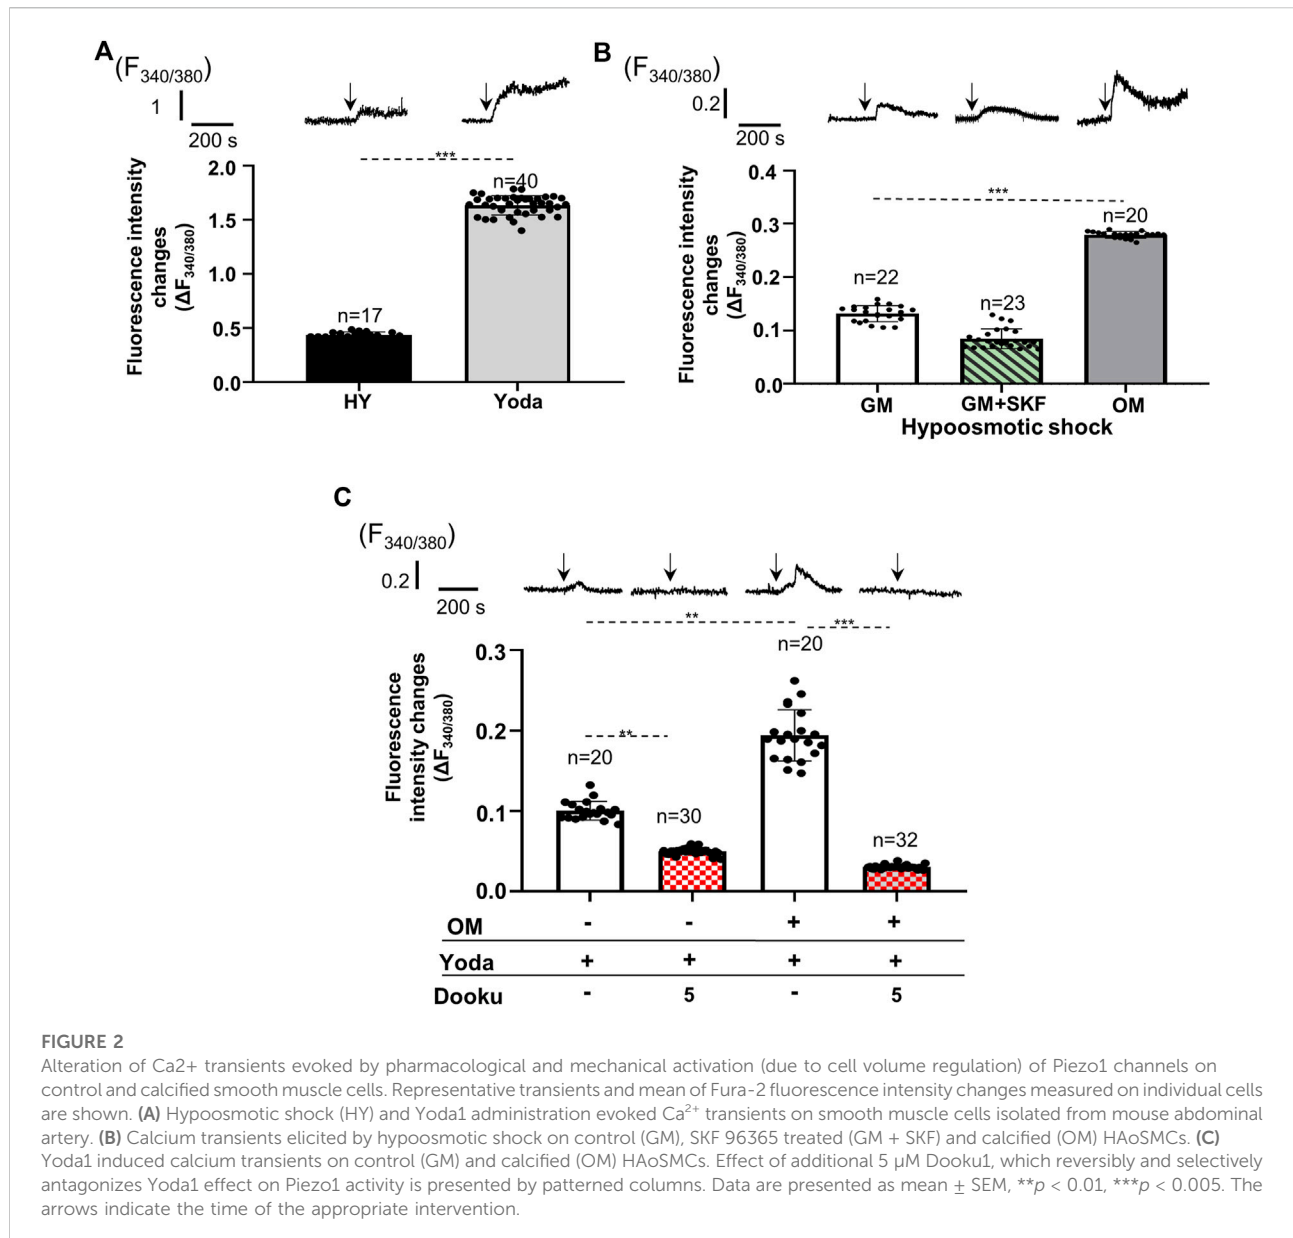 A
(F340/380)
1
200 s
***
Fluorescence intensity
changes
(ΔF340/380)
2.0
1.5
1.0
0.5
0.0
n=17
n=40
HY
Yoda
B
(F340/380)
0.2
200 s
***
Fluorescence intensity
changes
(ΔF340/380)
0.4
0.3
0.2
0.1
0.0
n=22
n=23
n=20
GM
GM+SKF
OM
Hypoosmotic shock
C
(F340/380)
0.2
200 s
**
***
**
Fluorescence
intensity changes
(ΔF340/380)
0.3
0.2
0.1
0.0
n=20
n=30
n=20
n=32
OM - - + +
Yoda + + + +
Dooku - 5 - 5
FIGURE 2
Alteration of Ca2+ transients evoked by pharmacological and mechanical activation (due to cell volume regulation) of Piezo1 channels on
control and calcified smooth muscle cells. Representative transients and mean of Fura-2 fluorescence intensity changes measured on individual cells
are shown. (A) Hypoosmotic shock (HY) and Yoda1 administration evoked Ca²⁺ transients on smooth muscle cells isolated from mouse abdominal
artery. (B) Calcium transients elicited by hypoosmotic shock on control (GM), SKF 96365 treated (GM + SKF) and calcified (OM) HAoSMCs. (C)
Yoda1 induced calcium transients on control (GM) and calcified (OM) HAoSMCs. Effect of additional 5 µM Dooku1, which reversibly and selectively
antagonizes Yoda1 effect on Piezo1 activity is presented by patterned columns. Data are presented as mean ± SEM, **p < 0.01, ***p < 0.005. The
arrows indicate the time of the appropriate intervention.